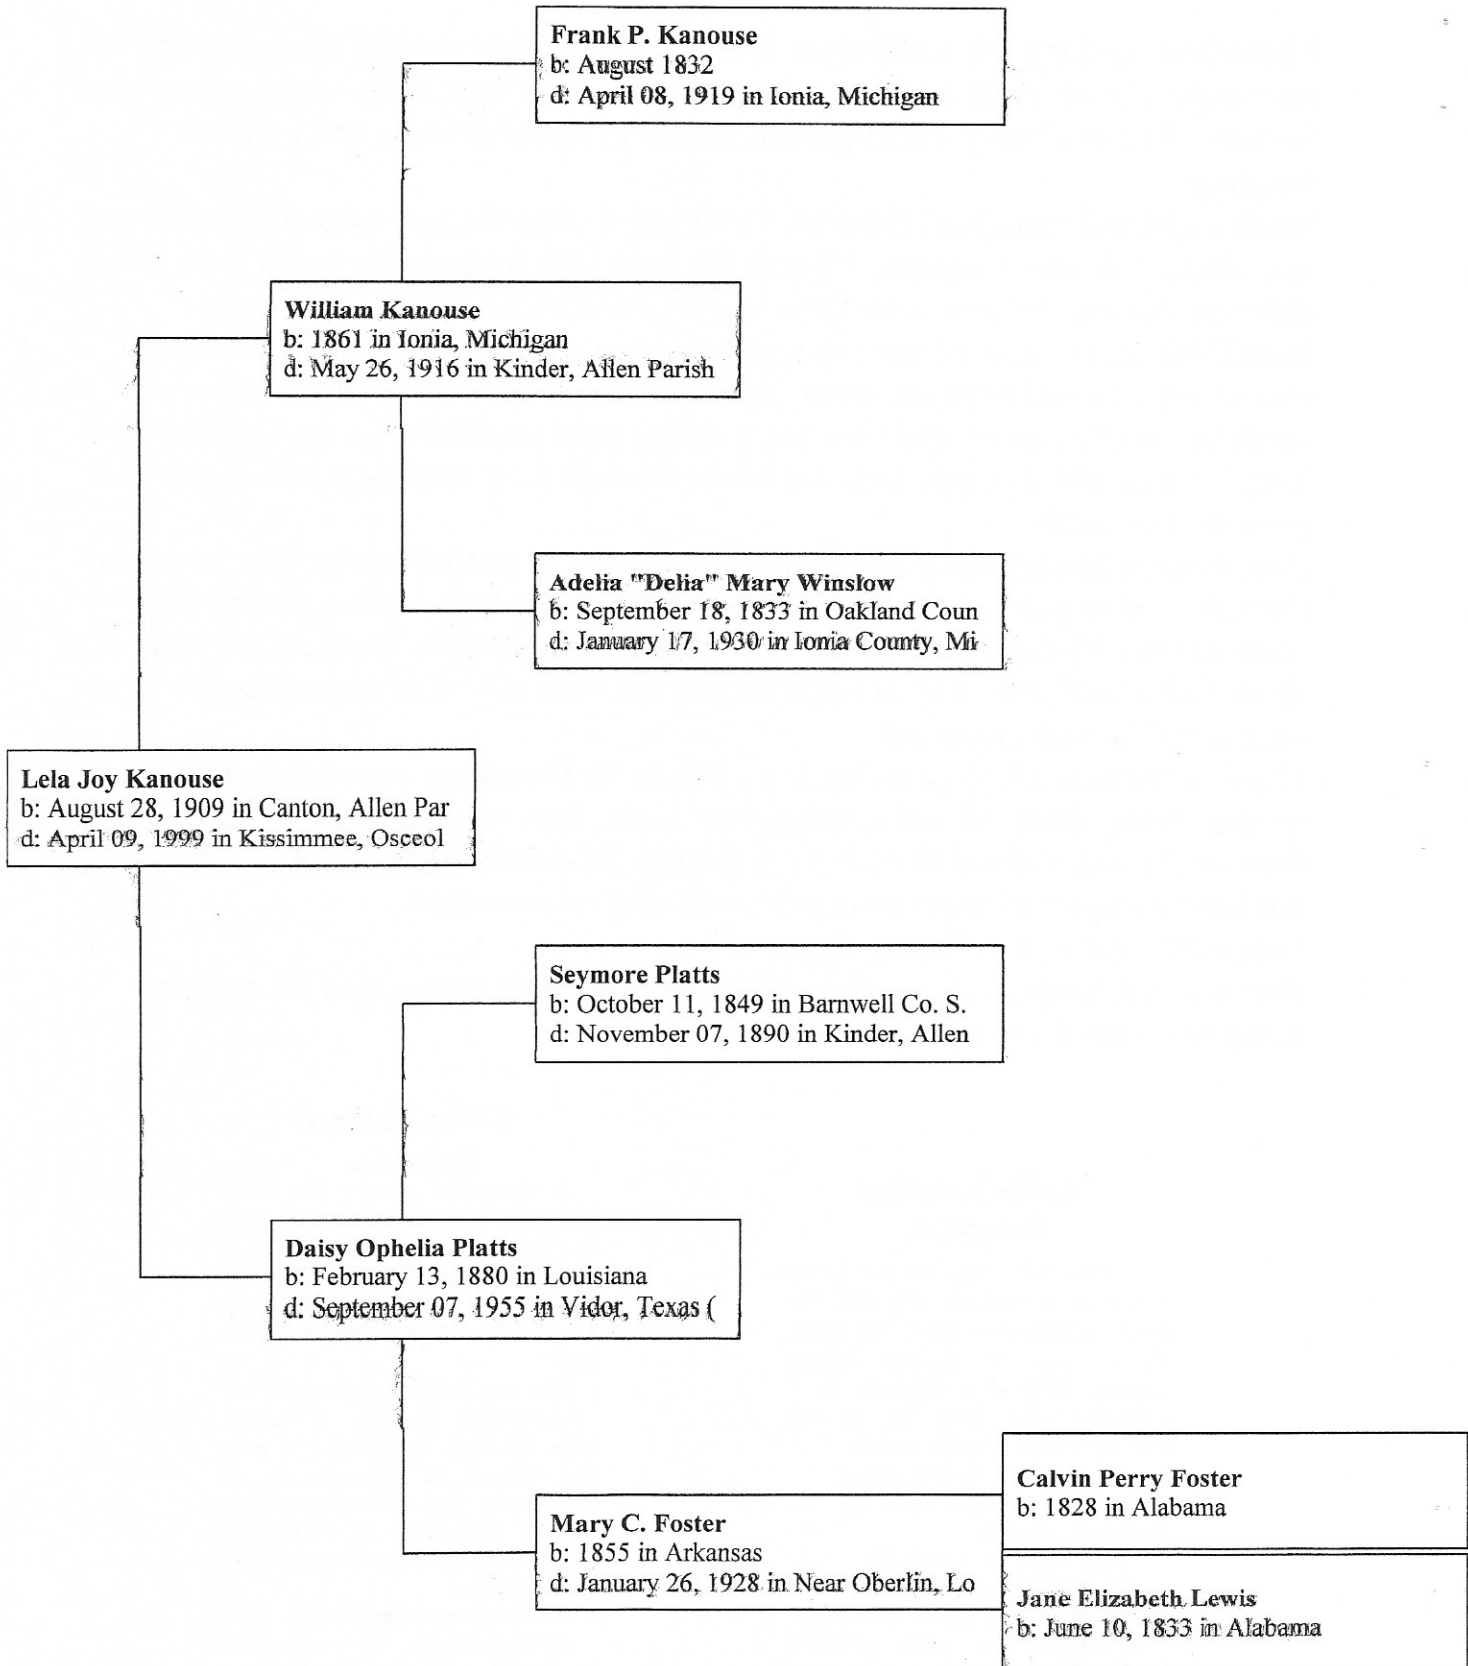 Frank P. Kanouse
b: August 1832
d: April 08, 1919 in Ionia, Michigan
William Kanouse
b: 1861 in Ionia, Michigan
d: May 26, 1916 in Kinder, Allen Parish
Adelia "Delia" Mary Winslow
b: September 18, 1833 in Oakland Coun
d: January 17, 1930 in Ionia County, Mi
Lela Joy Kanouse
b: August 28, 1909 in Canton, Allen Par
d: April 09, 1999 in Kissimmee, Osceol
Seymore Platts
b: October 11, 1849 in Barnwell Co. S.
d: November 07, 1890 in Kinder, Allen
Daisy Ophelia Platts
b: February 13, 1880 in Louisiana
d: September 07, 1955 in Vidor, Texas (
Calvin Perry Foster
b: 1828 in Alabama
Mary C. Foster
b: 1855 in Arkansas
d: January 26, 1928 in Near Oberlin, Lo
Jane Elizabeth Lewis
b: June 10, 1833 in Alabama